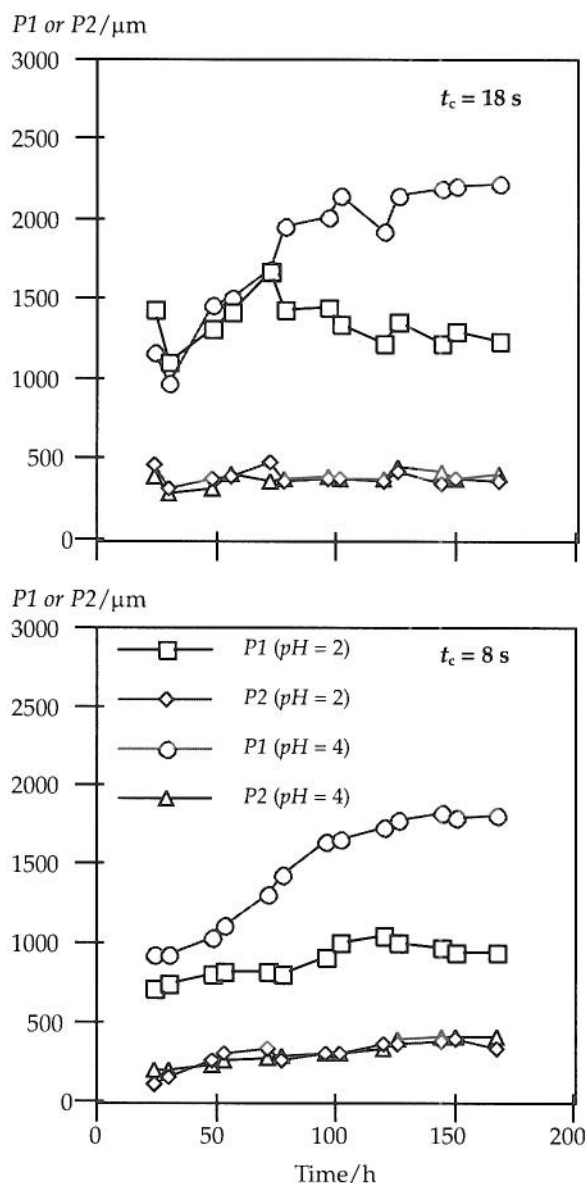 P1 or P2/μm
3000
2500
2000
1500
1000
500
0
tc = 18 s
P1 or P2/μm
3000
2500
2000
1500
1000
500
0
tc = 8 s
P1 (pH = 2)
P2 (pH = 2)
P1 (pH = 4)
P2 (pH = 4)
0 50 100 150 200
Time/h